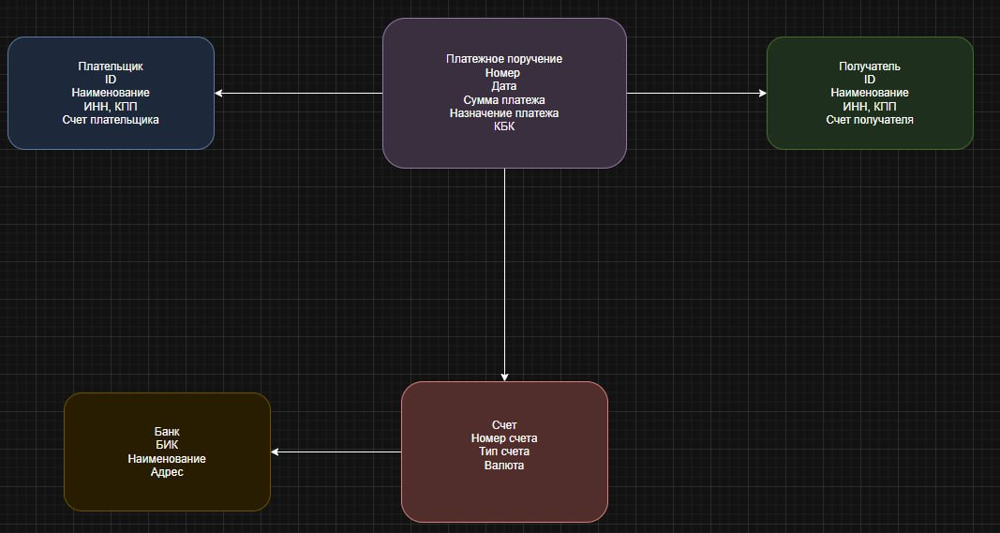 Плательщик
ID
Наименование
ИНН, КПП
Счет плательщика
Платежное поручение
Номер
Дата
Сумма платежа
Назначение платежа
КБК
Получатель
ID
Наименование
ИНН, КПП
Счет получателя
Банк
БИК
Наименование
Адрес
Счет
Номер счета
Тип счета
Валюта